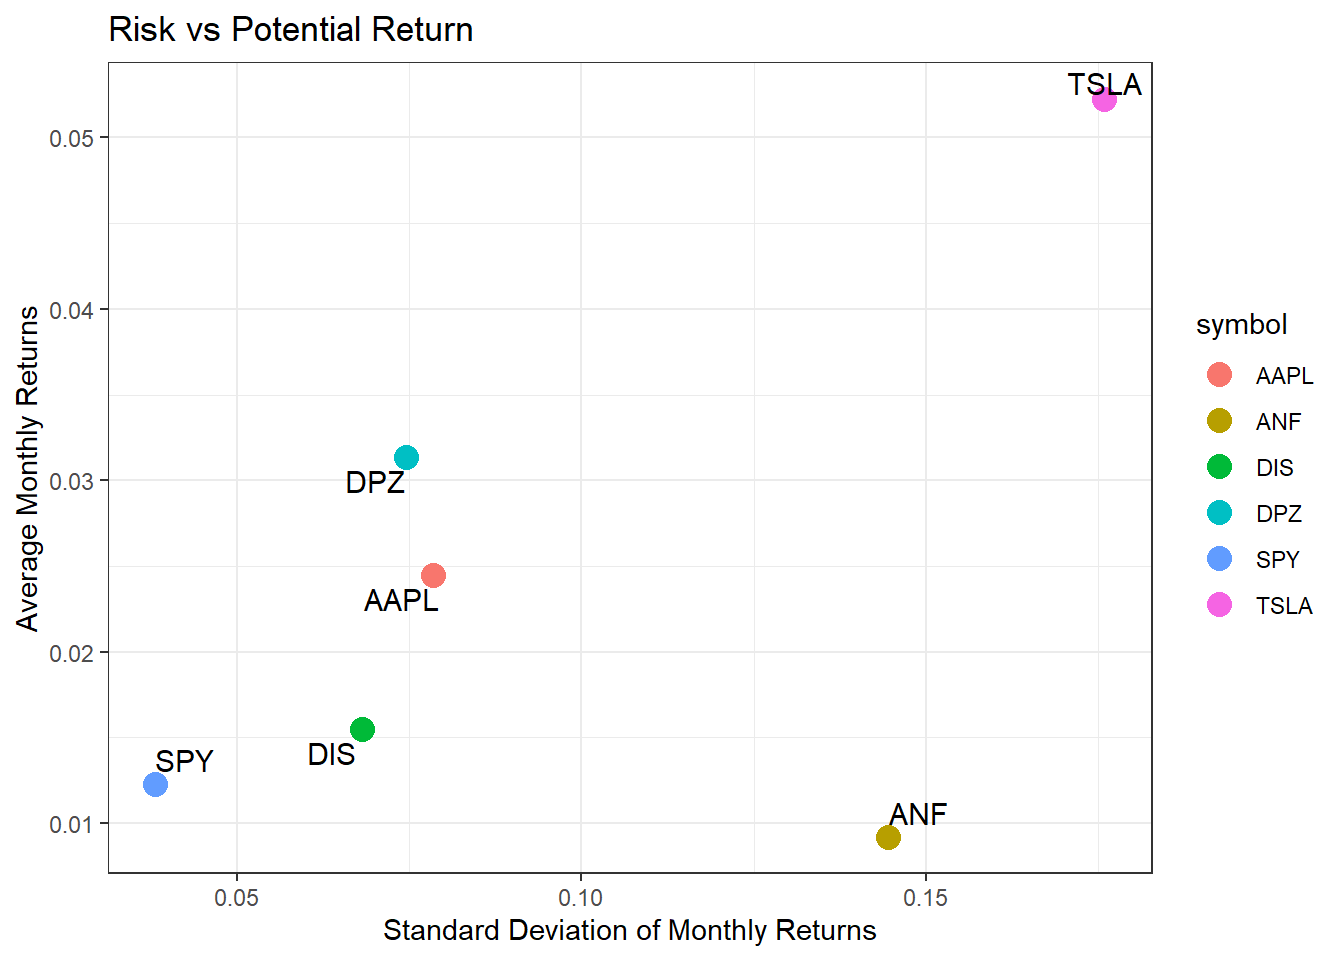 Risk vs Potential Return
Average Monthly Returns
0.05
0.04
0.03
0.02
0.01
TSLA
DPZ
AAPL
DIS
SPY
ANF
0.05
0.10
0.15
Standard Deviation of Monthly Returns
symbol
AAPL
ANF
DIS
DPZ
SPY
TSLA